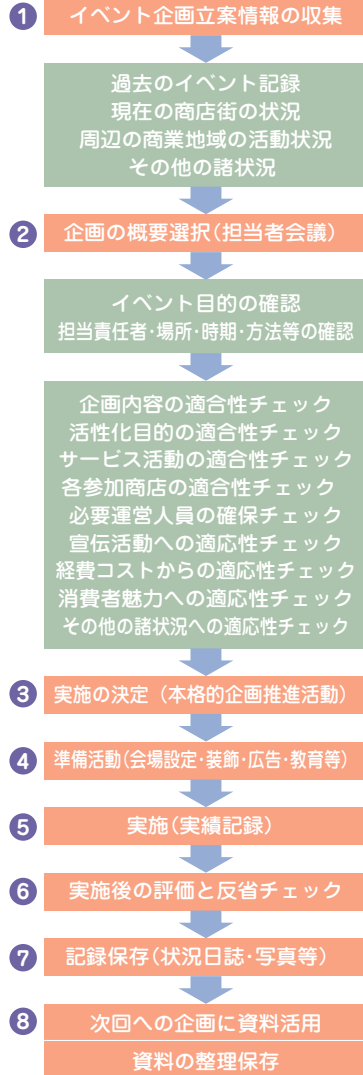 ① イベント企画立案情報の収集
過去のイベント記録
現在の商店街の状況
周辺の商業地域の活動状況
その他の諸状況
② 企画の概要選択(担当者会議)
イベント目的の確認
担当責任者・場所・時期・方法等の確認
企画内容の適合性チェック
活性化目的の適合性チェック
サービス活動の適合性チェック
各参加商店の適合性チェック
必要運営人員の確保チェック
宣伝活動への適応性チェック
経費コストからの適応性チェック
消費者魅力への適応性チェック
その他の諸状況への適応性チェック
③ 実施の決定（本格的企画推進活動）
④ 準備活動(会場設定・装飾・広告・教育等)
⑤ 実施(実績記録)
⑥ 実施後の評価と反省チェック
⑦ 記録保存(状況日誌・写真等)
⑧ 次回への企画に資料活用
資料の整理保存